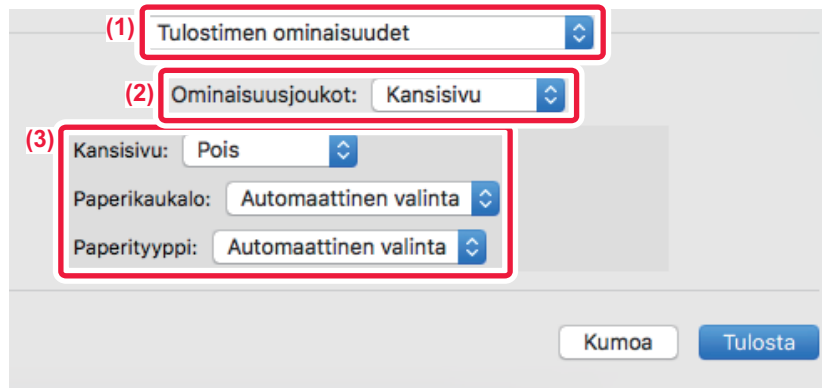 (1) Tulostimen ominaisuudet
(2) Ominaisuusjoukot: Kansisivu
(3) Kansisivu: Pois
Paperikaukalo: Automaattinen valinta
Paperityyppi: Automaattinen valinta
Kumoa Tulosta